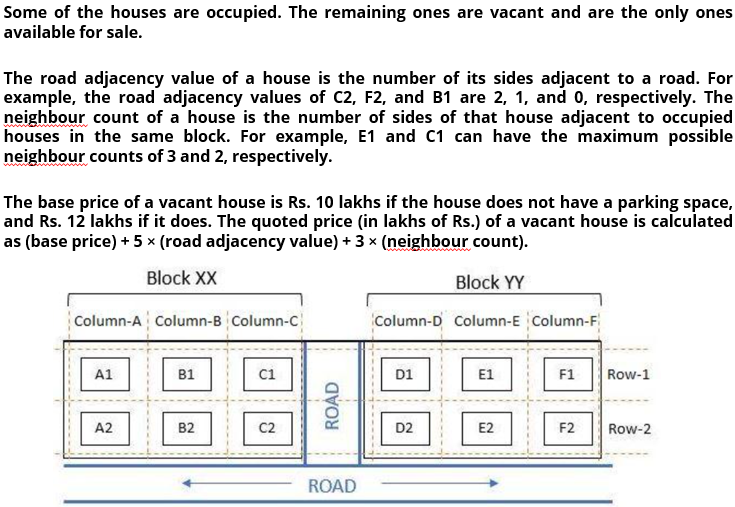 Some of the houses are occupied. The remaining ones are vacant and are the only ones
available for sale.
The road adjacency value of a house is the number of its sides adjacent to a road. For
example, the road adjacency values of C2, F2, and B1 are 2, 1, and 0, respectively. The
neighbour count of a house is the number of sides of that house adjacent to occupied
houses in the same block. For example, E1 and C1 can have the maximum possible
neighbour counts of 3 and 2, respectively.
The base price of a vacant house is Rs. 10 lakhs if the house does not have a parking space,
and Rs. 12 lakhs if it does. The quoted price (in lakhs of Rs.) of a vacant house is calculated
as (base price) + 5 × (road adjacency value) + 3 × (neighbour count).
Block XX Block YY
Column-A Column-B Column-C Column-D Column-E Column-F
A1 B1 C1 D1 E1 F1 Row-1
ROAD
A2 B2 C2 D2 E2 F2 Row-2
ROAD